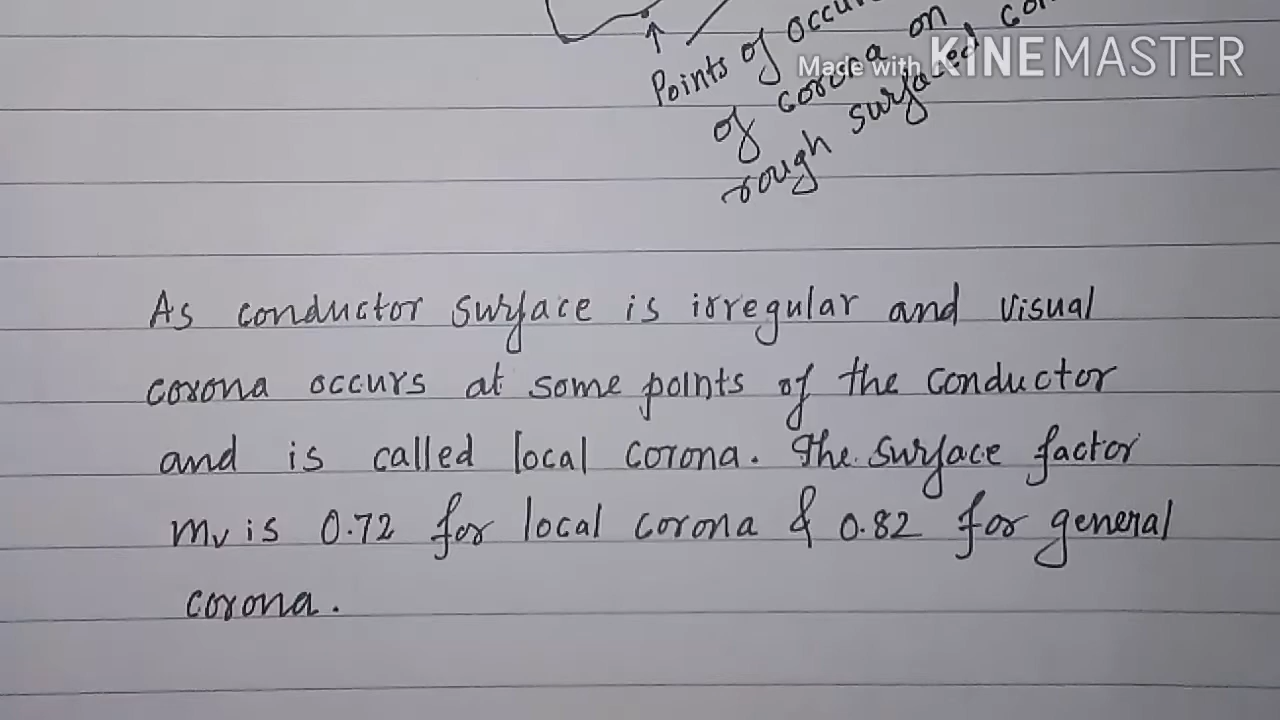 Points of occu
of corona on
rough surfaced con
Made with KINEMASTER
As conductor surface is irregular and visual
corona occurs at some points of the conductor
and is called local corona. The surface factor
mv is 0.72 for local corona & 0.82 for general
corona.